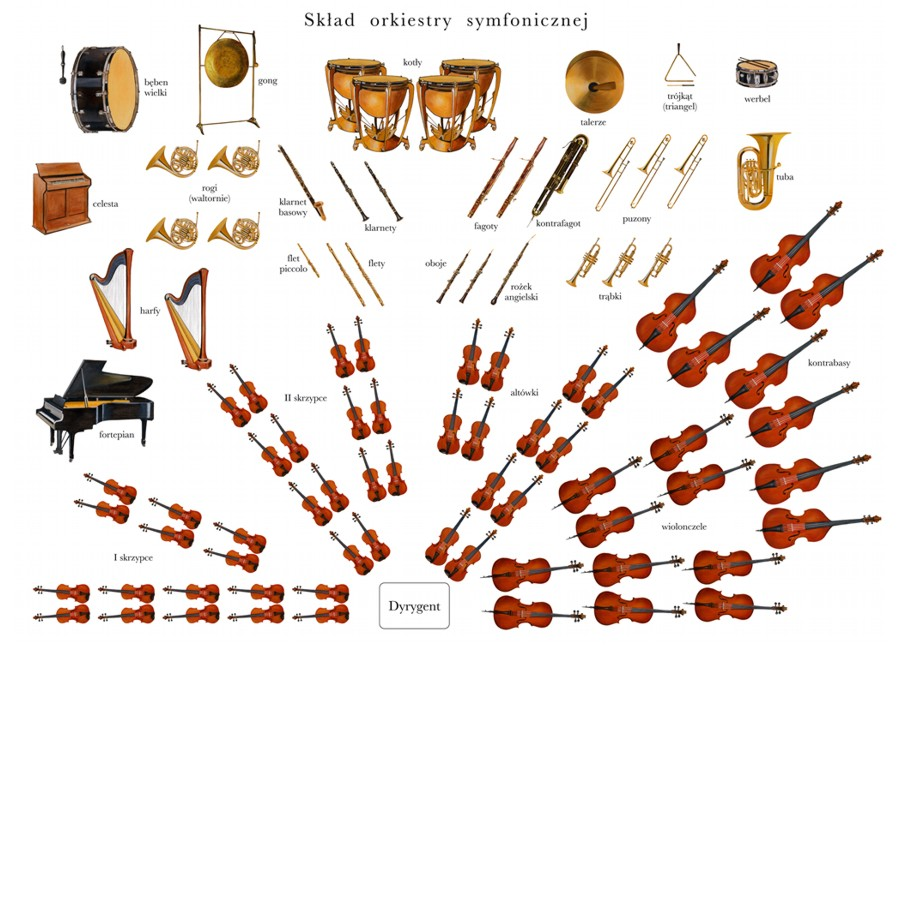 Skład orkiestry symfonicznej
bęben
wielki
gong
kotły
talerze
trójkąt
(triangel)
werbel
celesta
rogi
(waltornie)
klarnet
basowy
klarnety
fagoty
kontrafagot
puzony
tuba
flet
piccolo
flety
oboje
rożek
angielski
trąbki
harfy
fortepian
II skrzypce
altówki
kontrabasy
I skrzypce
wiolonczele
Dyrygent